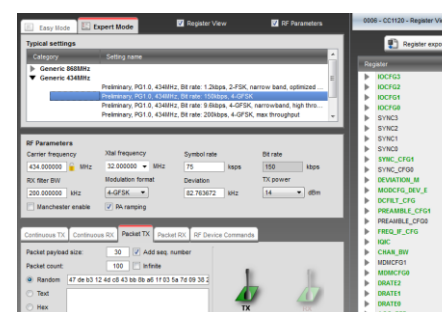 0006 - CC1120 - Register Vie
Easy Mode
Expert Mode
Register View
RF Parameters
Register expo
Typical settings
Category
Setting name
Generic 868MHz
Generic 434MHz
Preliminary, PG1.0, 434MHz, Bit rate: 1.2kbps, 2-FSK, narrow band, optimized ...
Preliminary, PG1.0, 434MHz, Bit rate: 150kbps, 4-GFSK
Preliminary, PG1.0, 434MHz, Bit rate: 9.6kbps, 4-GFSK, narrowband, high thro...
Preliminary, PG1.0, 434MHz, Bit rate: 200kbps, 4-GFSK, max throughput
RF Parameters
Carrier frequency
Xtal frequency
Symbol rate
Bit rate
434.000000 MHz
32.000000 MHz
75 ksps
150 kbps
RX filter BW
Modulation format
Deviation
TX power
200.000000 kHz
4-GFSK
82.763672 kHz
14 dBm
Manchester enable
PA ramping
Continuous TX
Continuous RX
Packet TX
Packet RX
RF Device Commands
Packet payload size:
30
Add seq. number
Packet count:
100
Infinite
Random
47 de b3 12 4d c8 43 bb 8b a6 1f 03 5a 7d 09 38 2
Text
Hex
TX
Register
IOCFG3
IOCFG2
IOCFG1
IOCFG0
SYNC3
SYNC2
SYNC1
SYNC0
SYNC_CFG1
SYNC_CFG0
DEVIATION_M
MODCFG_DEV_E
DCFILT_CFG
PREAMBLE_CFG1
PREAMBLE_CFG0
FREQ_IF_CFG
IQIC
CHAN_BW
MDMCFG1
MDMCFG0
DRATE2
DRATE1
DRATE0